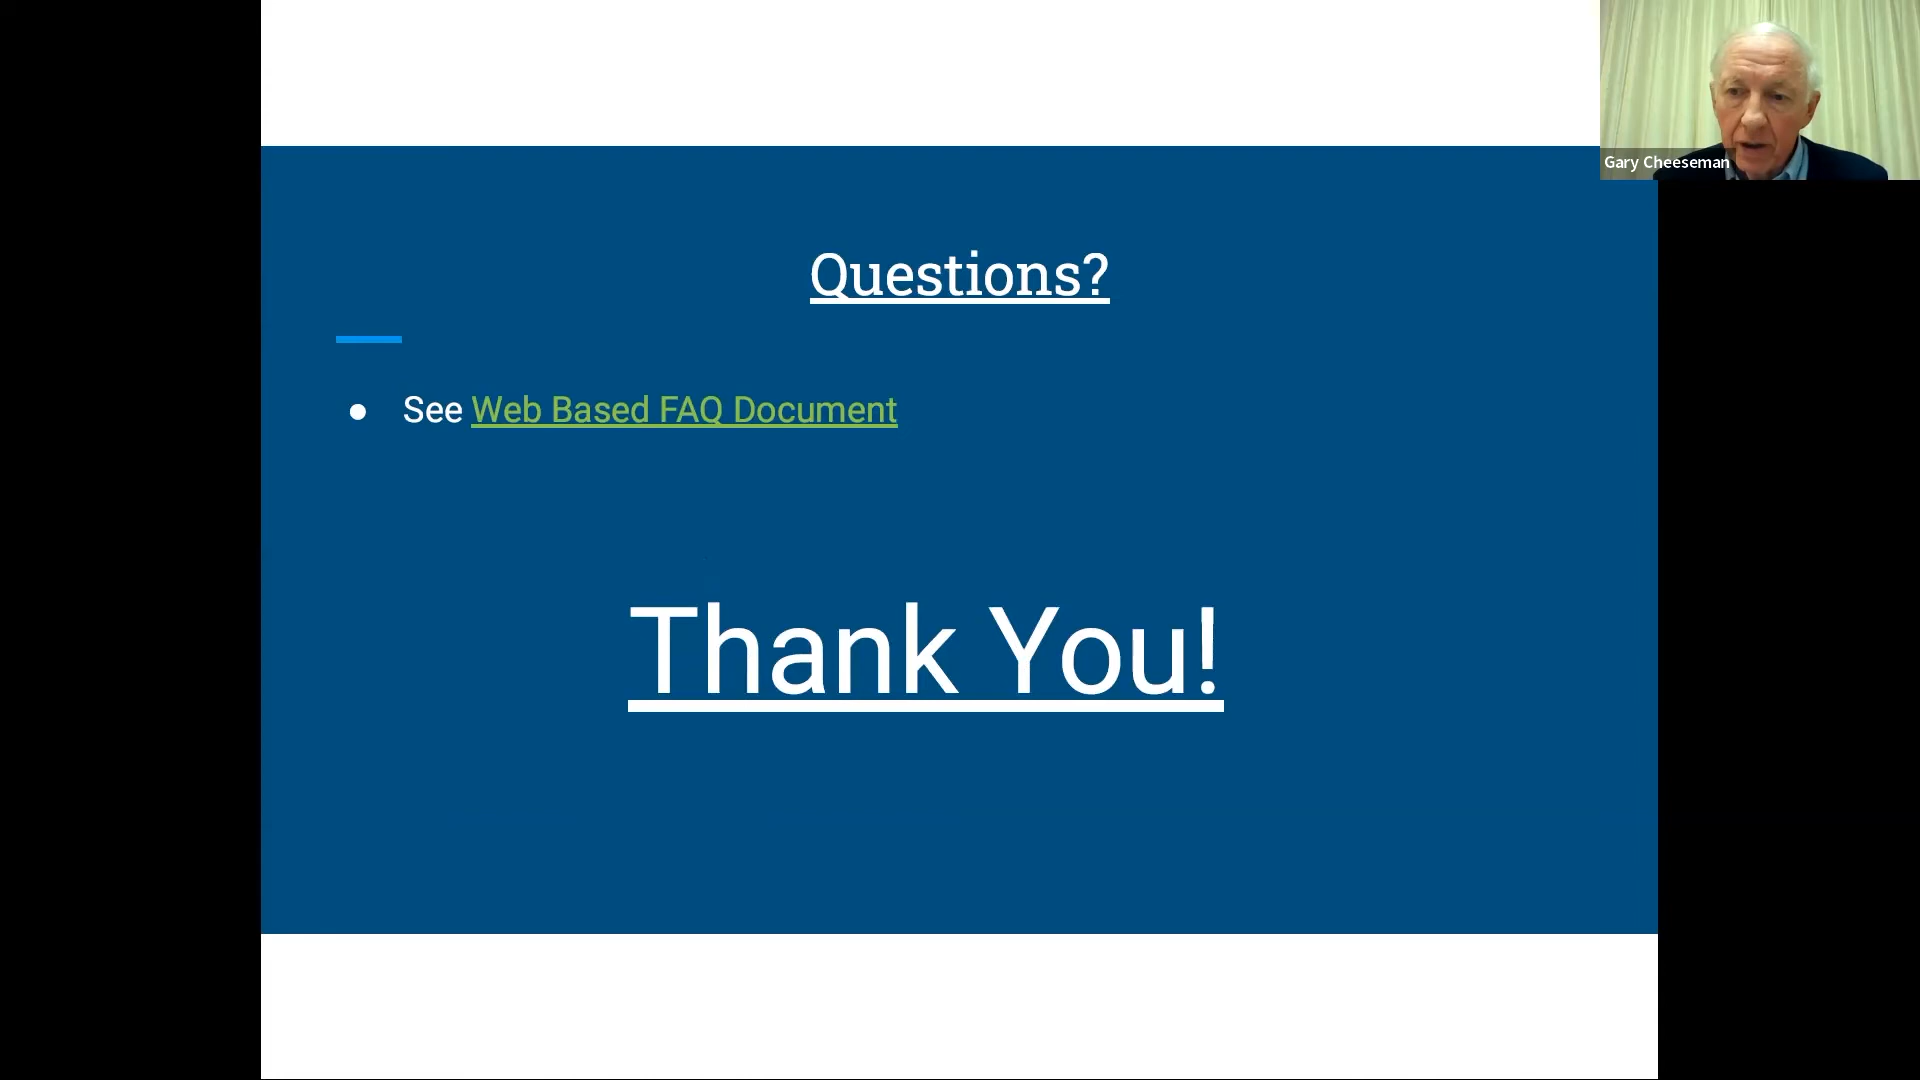 Gary Cheeseman
Questions?
● See Web Based FAQ Document
Thank You!